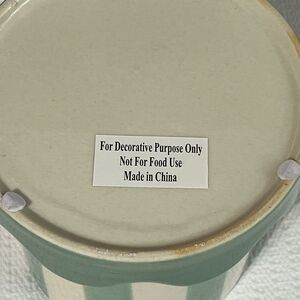 For Decorative Purpose Only
Not For Food Use
Made in China